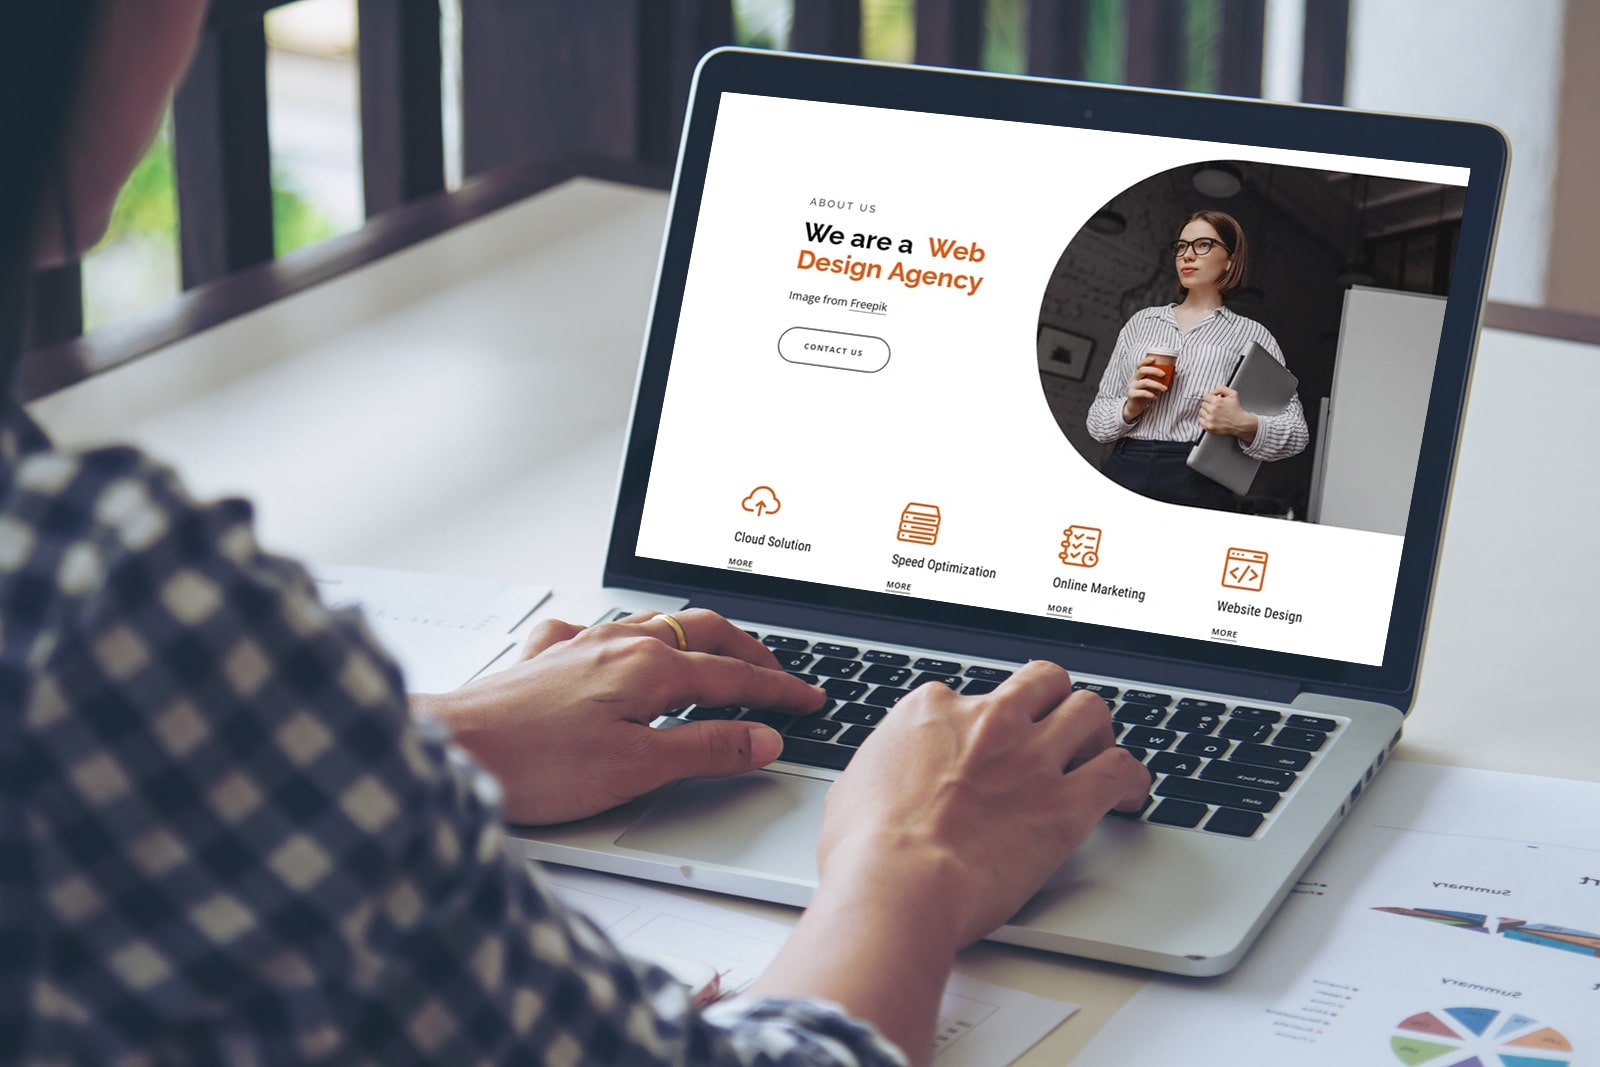 ABOUT US
We are a Web
Design Agency
Image from Freepik
CONTACT US
Cloud Solution
MORE
Speed Optimization
MORE
Online Marketing
MORE
Website Design
MORE
Summary
Summary